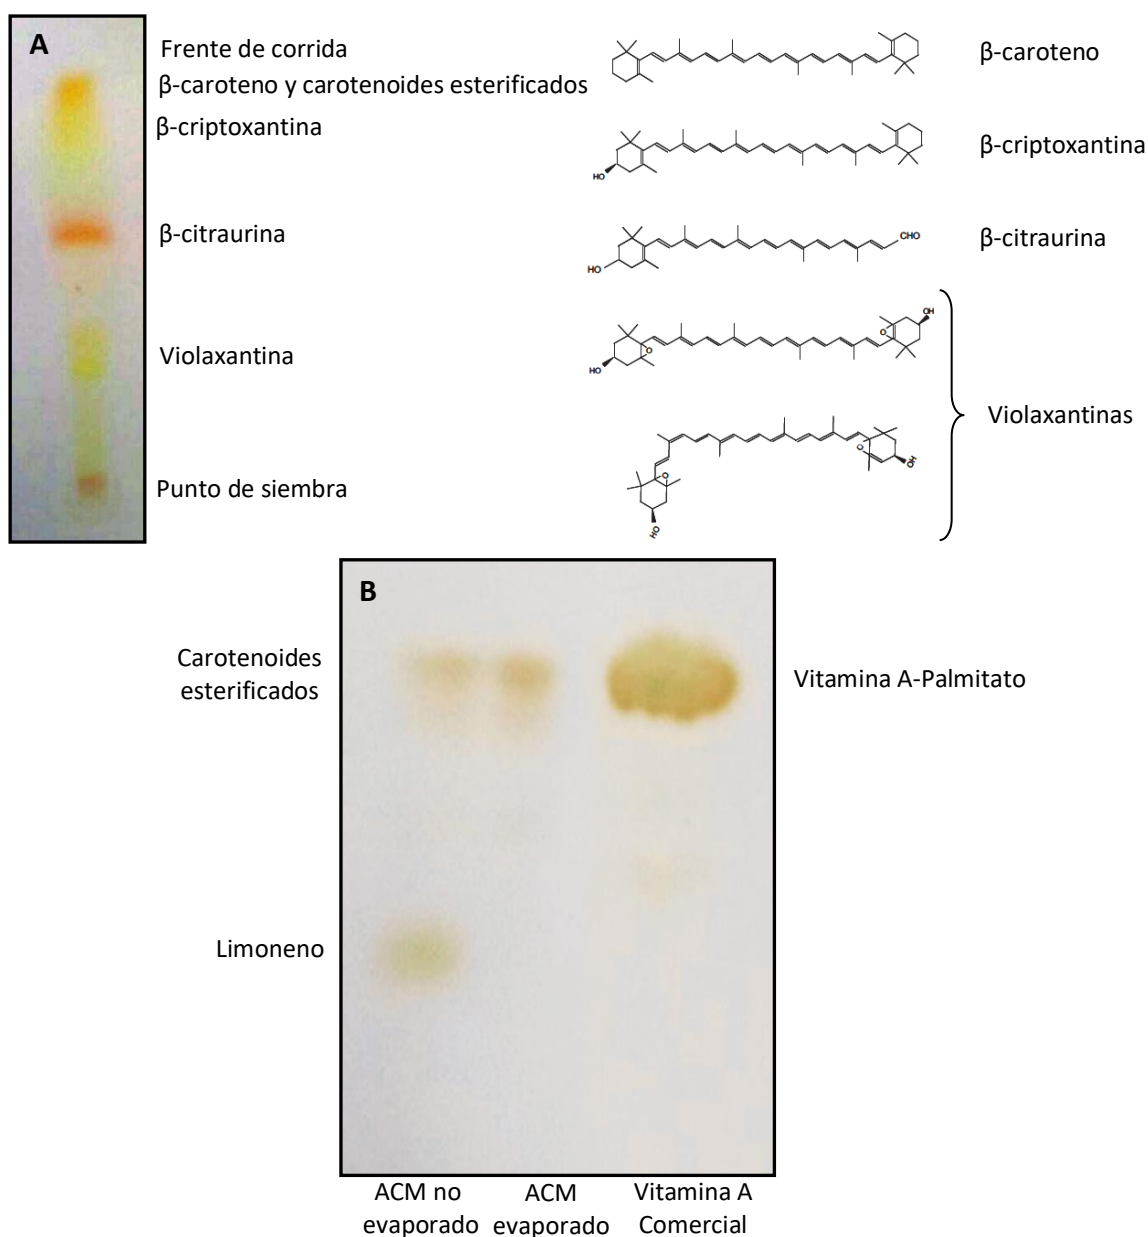 A
Frente de corrida
β-caroteno y carotenoides esterificados
β-criptoxantina
β-citraurina
Violaxantina
Punto de siembra
β-caroteno
HO
β-criptoxantina
HO
CHO
β-citraurina
HO
O
O
OH
HO
O
O
OH
Violaxantinas
B
Carotenoides
esterificados
Limoneno
Vitamina A-Palmitato
ACM no
evaporado
ACM
evaporado
Vitamina A
Comercial